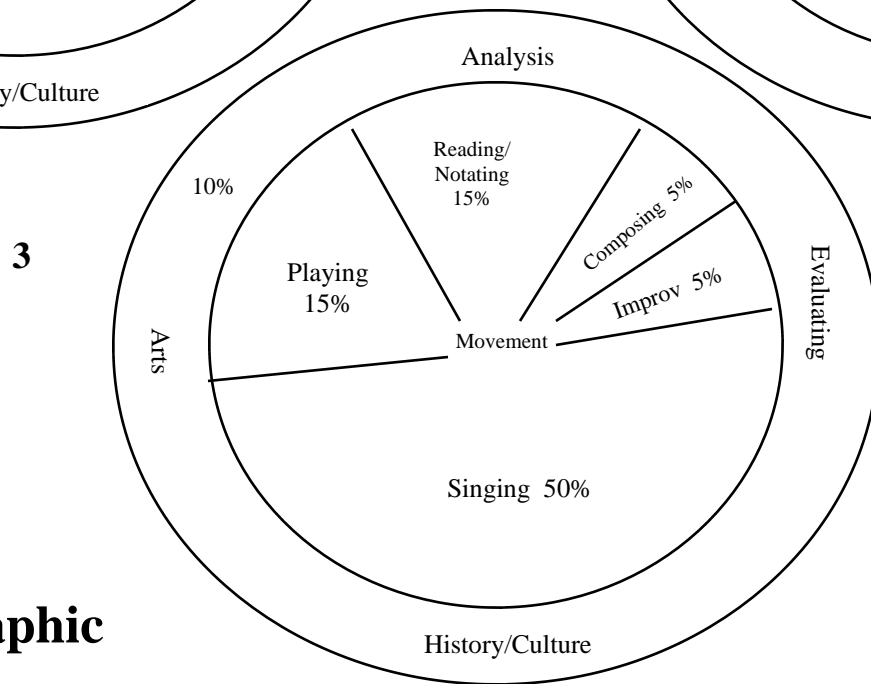 Analysis
y/Culture
Reading/
Notating
15%
10%
Composing 5%
3
Evaluating
Playing
15%
Improv 5%
Arts
Movement
Singing 50%
aphic
History/Culture